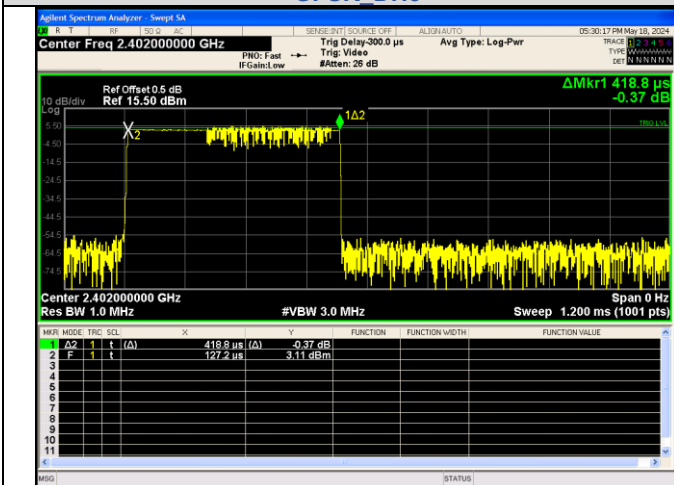 Agilent Spectrum Analyzer - Swept SA
R T RF 50 Ω AC SENSE:INT SOURCE OFF ALIGN AUTO 05:30:17 PM May 18, 2024
Center Freq 2.402000000 GHz
PNO: Fast
IFGain:Low
Trig Delay-300.0 µs
Trig: Video
#Atten: 26 dB
Avg Type: Log-Pwr
TRACE 1 2 3 4 5 6
TYPE
DET N N N N N N
Ref Offset 0.5 dB
10 dB/div Ref 15.50 dBm
Log
ΔMkr1 418.8 µs
-0.37 dB
1Δ2
TRIG LVL
X2
5.50
-4.50
-14.5
-24.5
-34.5
-44.5
-54.5
-64.5
-74.5
Center 2.402000000 GHz Span 0 Hz
Res BW 1.0 MHz #VBW 3.0 MHz Sweep 1.200 ms (1001 pts)
MKR MODE TRC SCL X Y FUNCTION FUNCTION WIDTH FUNCTION VALUE
1 Δ2 1 t (Δ) 418.8 µs (Δ) -0.37 dB
2 F 1 t 127.2 µs 3.11 dBm
3
4
5
6
7
8
9
10
11
MSG STATUS